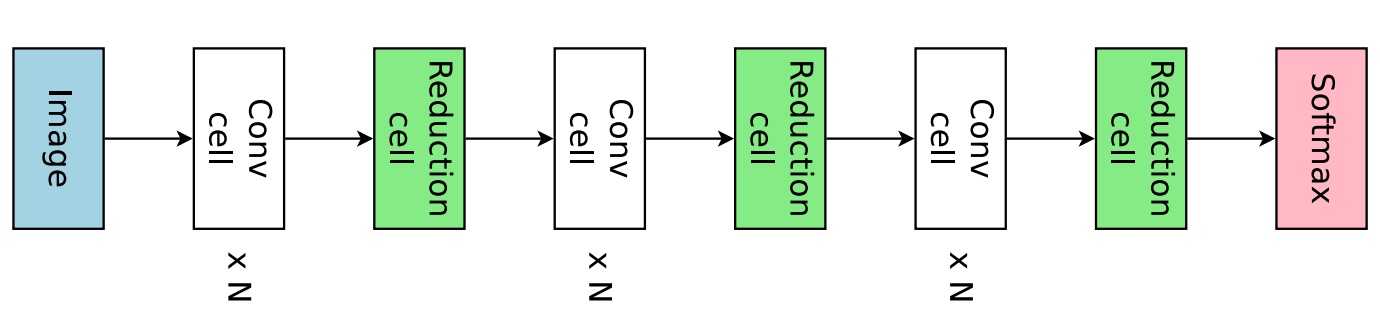 Image
Conv
cell
x N
Reduction
cell
Conv
cell
x N
Reduction
cell
Conv
cell
x N
Reduction
cell
Softmax